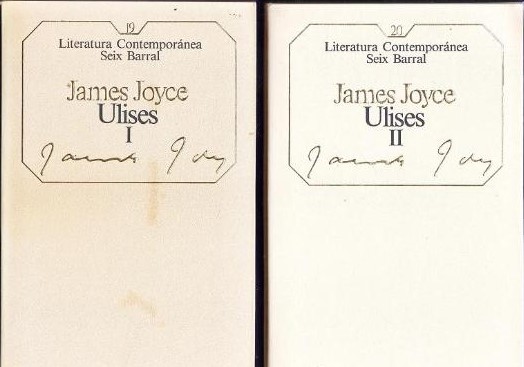 19
Literatura Contemporánea
Seix Barral
James Joyce
Ulises
I
20
Literatura Contemporánea
Seix Barral
James Joyce
Ulises
II